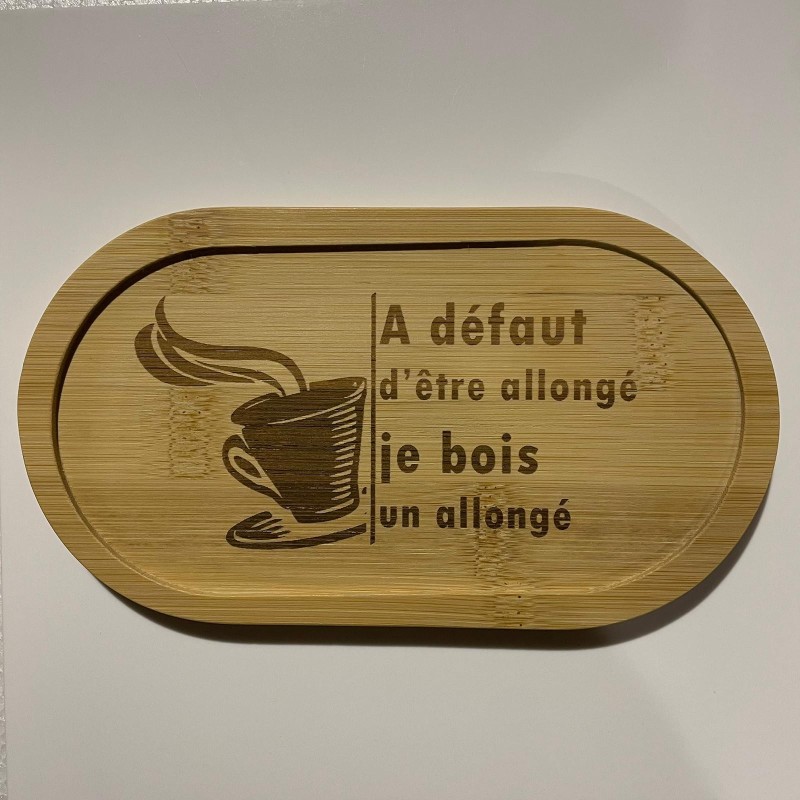 A défaut
d'être allongé
je bois
un allongé